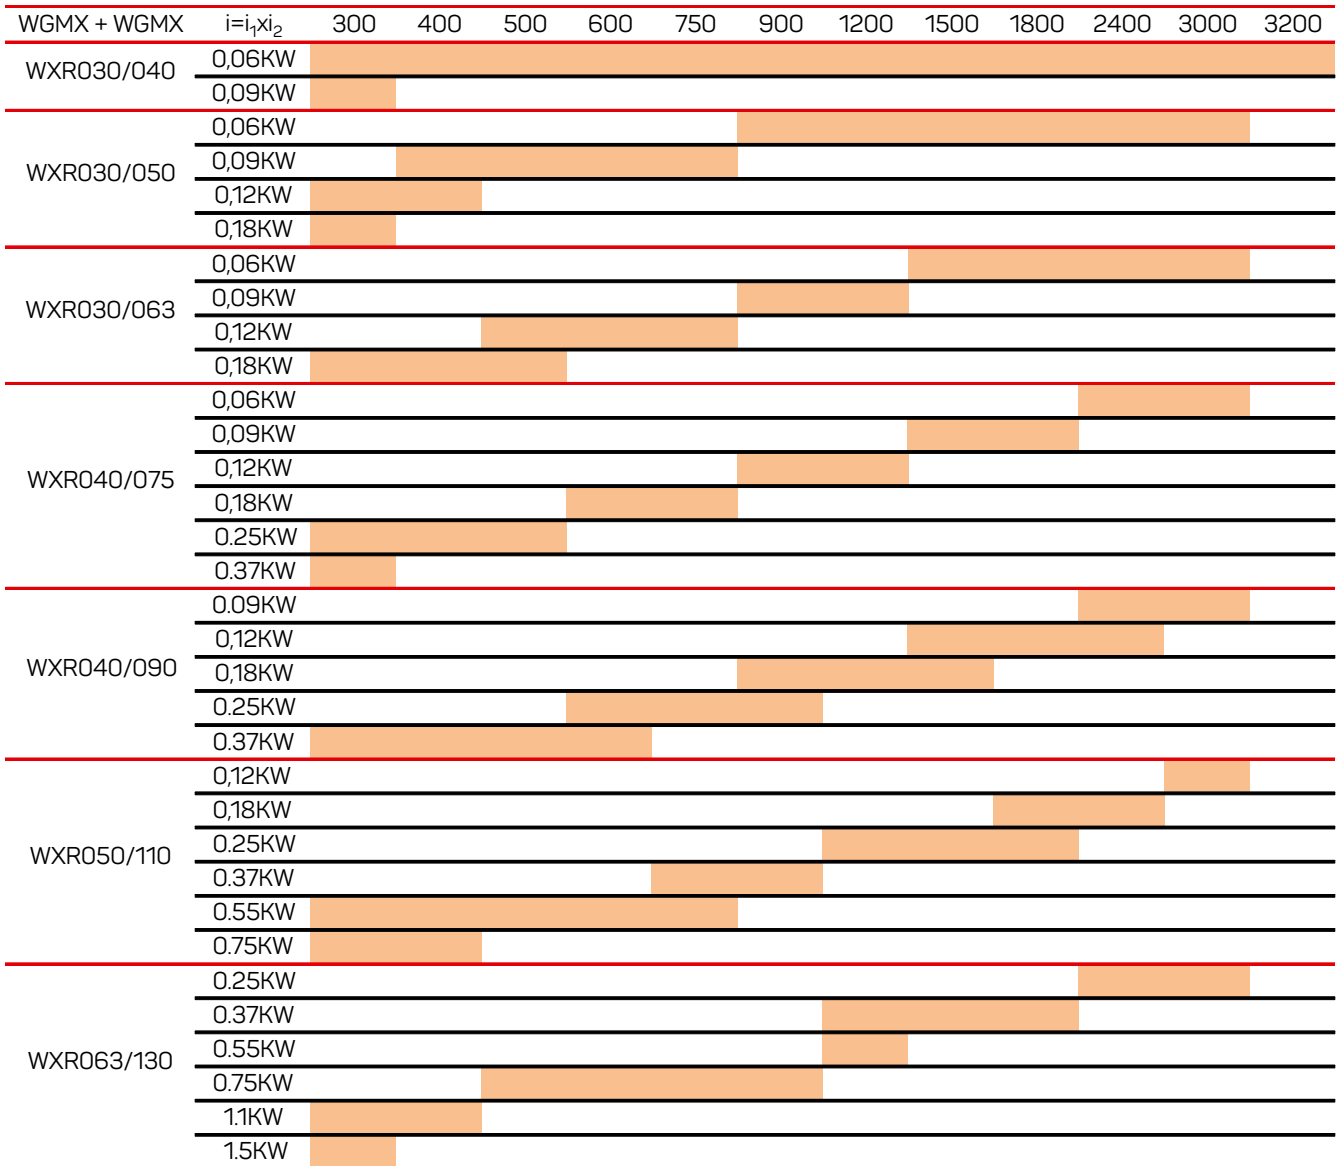 WGMX + WGMX i=i₁xi₂ 300 400 500 600 750 900 1200 1500 1800 2400 3000 3200
WXR030/040
0,06KW
0,09KW
WXR030/050
0,06KW
0,09KW
0,12KW
0,18KW
WXR030/063
0,06KW
0,09KW
0,12KW
0,18KW
WXR040/075
0,06KW
0,09KW
0,12KW
0,18KW
0.25KW
0.37KW
WXR040/090
0.09KW
0,12KW
0,18KW
0.25KW
0.37KW
WXR050/110
0,12KW
0,18KW
0.25KW
0.37KW
0.55KW
0.75KW
WXR063/130
0.25KW
0.37KW
0.55KW
0.75KW
1.1KW
1.5KW